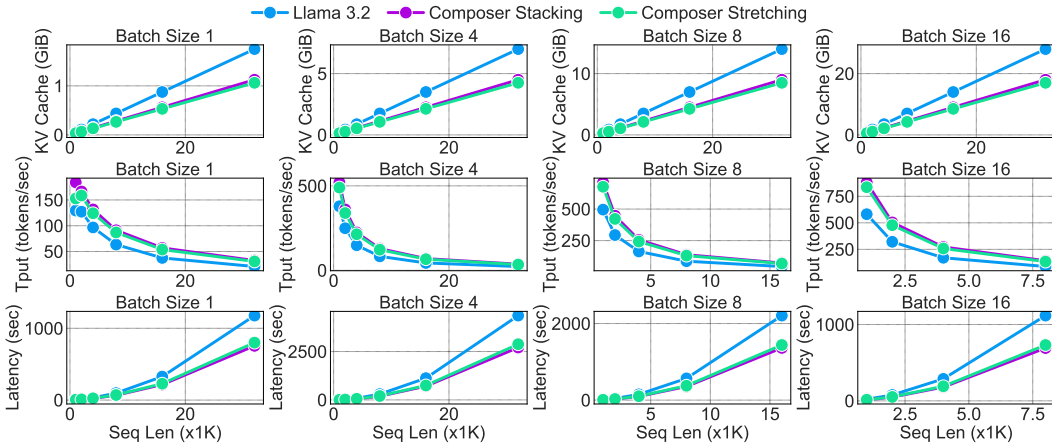 Llama 3.2 Composer Stacking Composer Stretching
Batch Size 1 Batch Size 4 Batch Size 8 Batch Size 16
KV Cache (GiB) 1 0 0 20
KV Cache (GiB) 5 0 0 20
KV Cache (GiB) 10 0 0 20
KV Cache (GiB) 20 0 0 20
Batch Size 1 Batch Size 4 Batch Size 8 Batch Size 16
Tput (tokens/sec) 150 100 50 0 20
Tput (tokens/sec) 500 0 0 20
Tput (tokens/sec) 500 250 5 10 15
Tput (tokens/sec) 750 500 250 2.5 5.0 7.5
Batch Size 1 Batch Size 4 Batch Size 8 Batch Size 16
Latency (sec) 1000 0 0 20
Latency (sec) 2500 0 0 20
Latency (sec) 2000 0 5 10 15
Latency (sec) 1000 0 2.5 5.0 7.5
Seq Len (x1K) Seq Len (x1K) Seq Len (x1K) Seq Len (x1K)